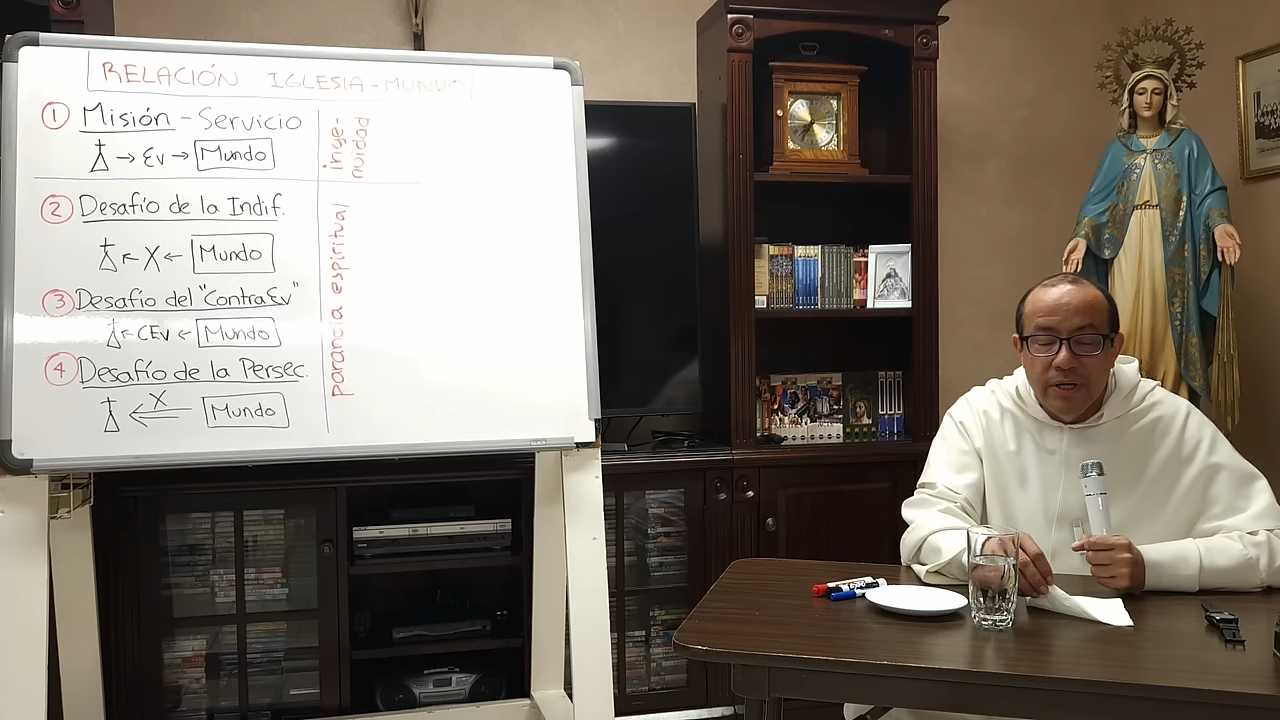 RELACIÓN IGLESIA-MUNDO
① Misión - Servicio
→ Ev → Mundo
inge-
nuidad
② Desafío de la Indif.
← X ← Mundo
③ Desafío del "ContraEv"
← CEv ← Mundo
④ Desafío de la Persec.
X
Mundo
paranoia espiritual